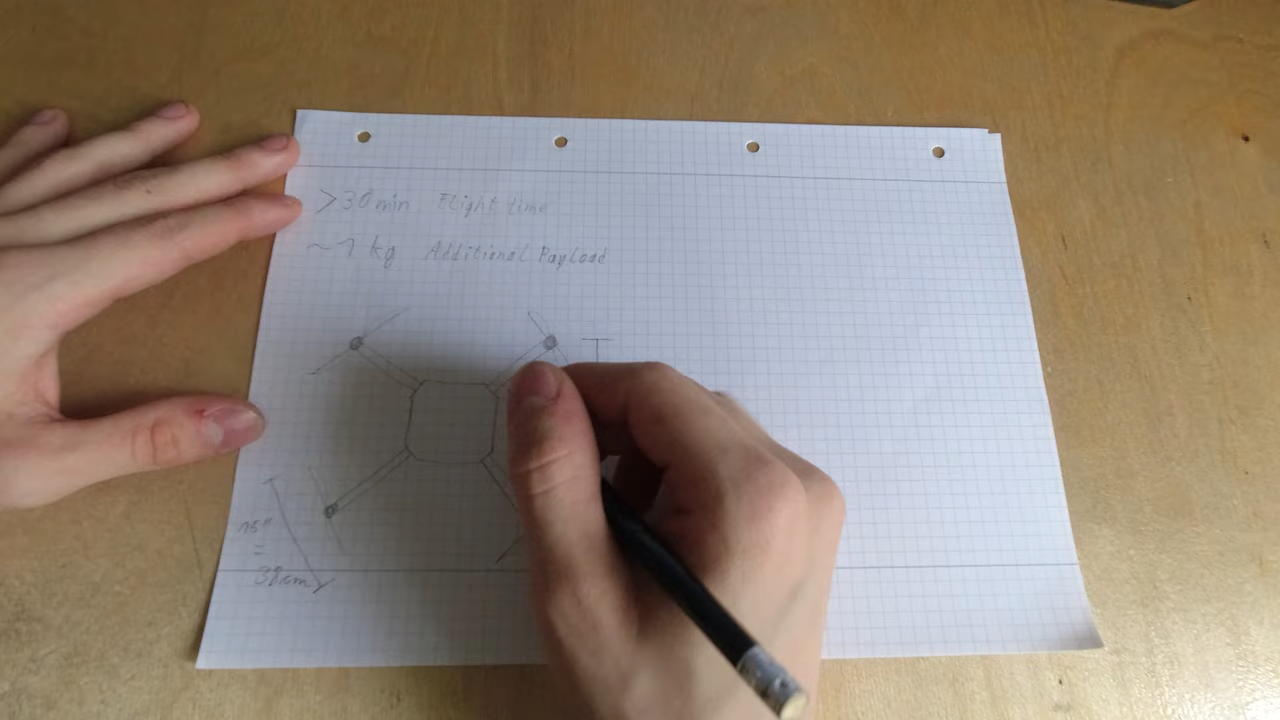 >30 min Flight time
~1 kg Additional Payload
15"
=
38cm